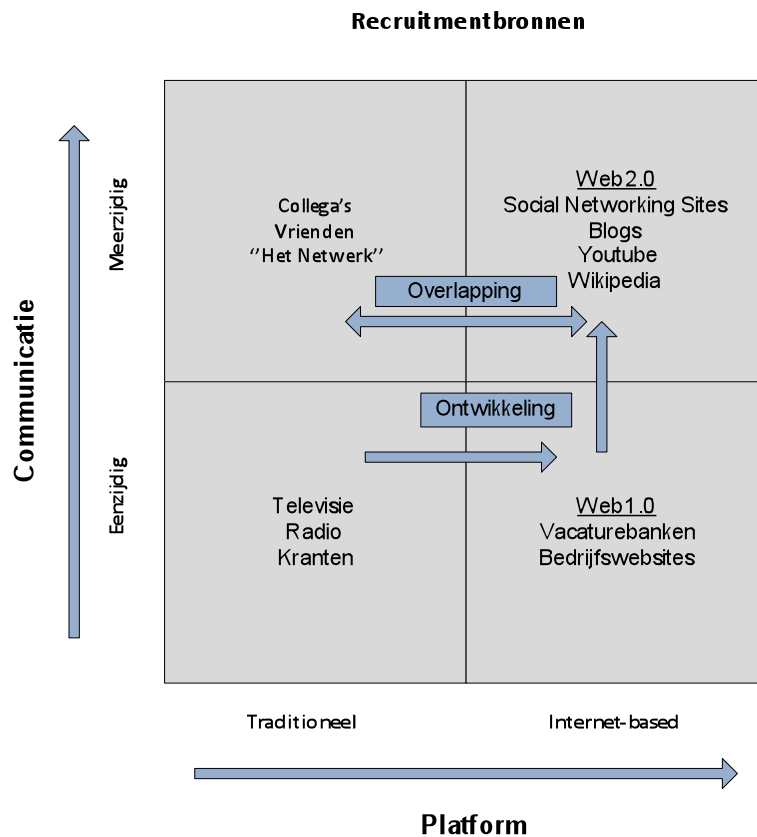 Recruitmentbronnen
Communicatie
Meerzijdig
Eenzijdig
Collega's
Vrienden
‘’Het Netwerk’’
Web2.0
Social Networking Sites
Blogs
Youtube
Wikipedia
Overlapping
Ontwikkeling
Televisie
Radio
Kranten
Web1.0
Vacaturebanken
Bedrijfswebsites
Traditioneel
Internet-based
Platform